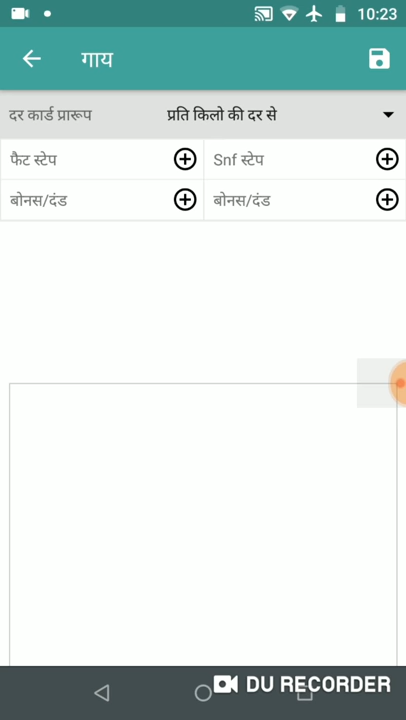 10:23
गाय
दर कार्ड प्रारूप प्रति किलो की दर से
फैट स्टेप Snf स्टेप
बोनस/दंड बोनस/दंड
DU RECORDER